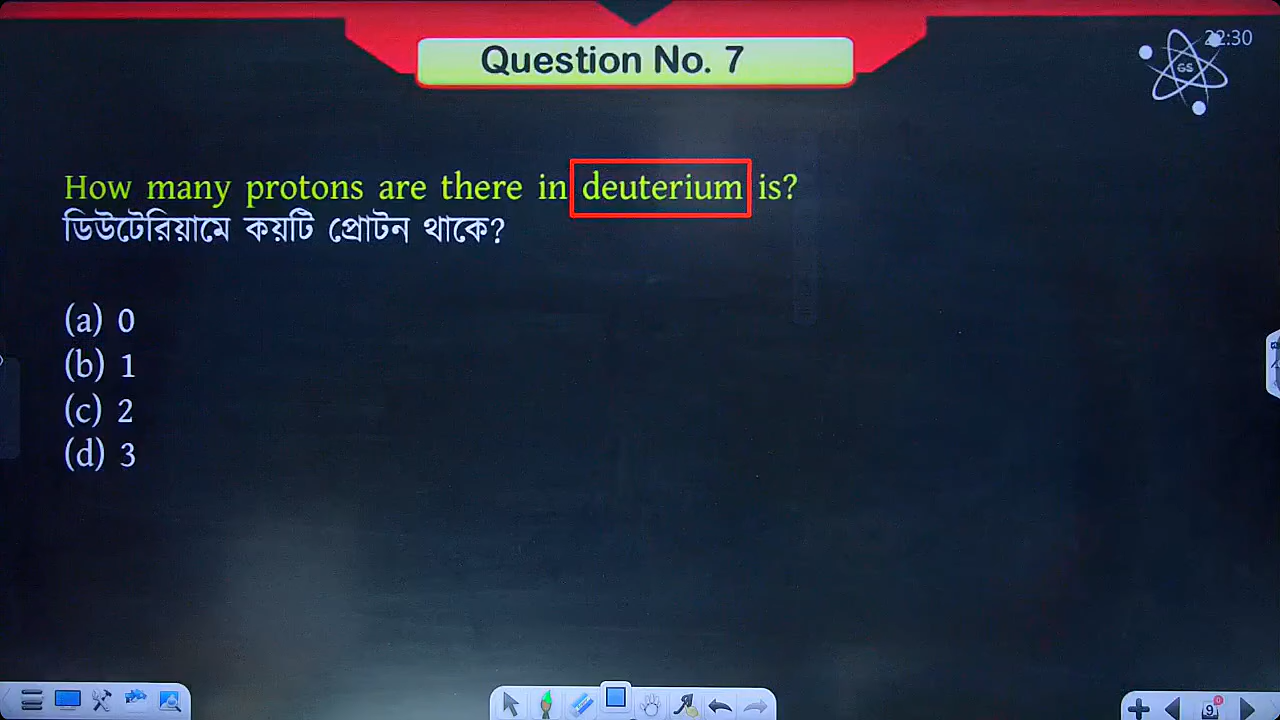 Question No. 7
22:30
GS
How many protons are there in deuterium is?
ডিউটেরিয়ামে কয়টি প্রোটন থাকে?
(a) 0
(b) 1
(c) 2
(d) 3
9